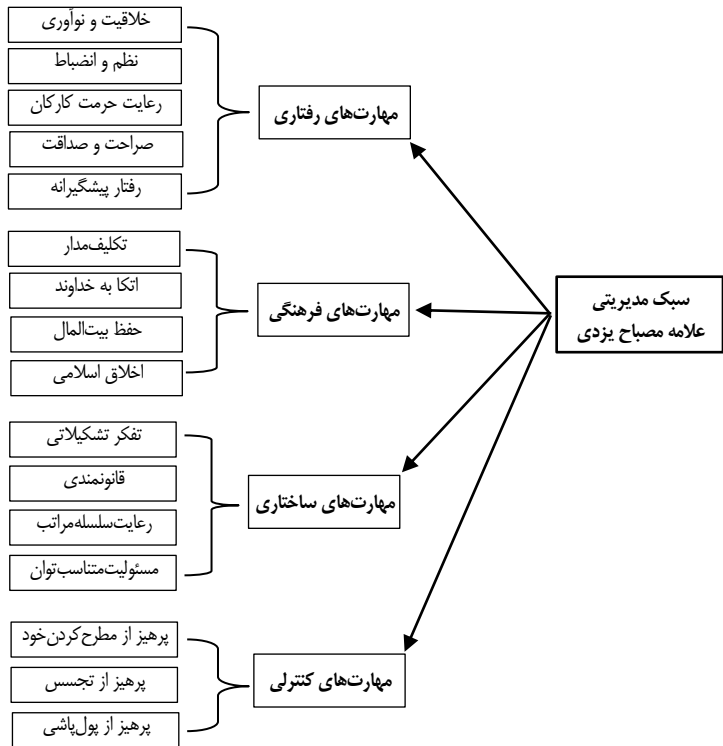 سبک مدیریتی
علامه مصباح یزدی
مهارت‌های رفتاری
خلاقیت و نوآوری
نظم و انضباط
رعایت حرمت کارکان
صراحت و صداقت
رفتار پیشگیرانه
مهارت‌های فرهنگی
تکلیف‌مدار
اتکا به خداوند
حفظ بیت‌المال
اخلاق اسلامی
مهارت‌های ساختاری
تفکر تشکیلاتی
قانونمندی
رعایت‌سلسله‌مراتب
مسئولیت‌متناسب‌توان
مهارت‌های کنترلی
پرهیز از مطرح‌کردن‌خود
پرهیز از تجسس
پرهیز از پول‌پاشی